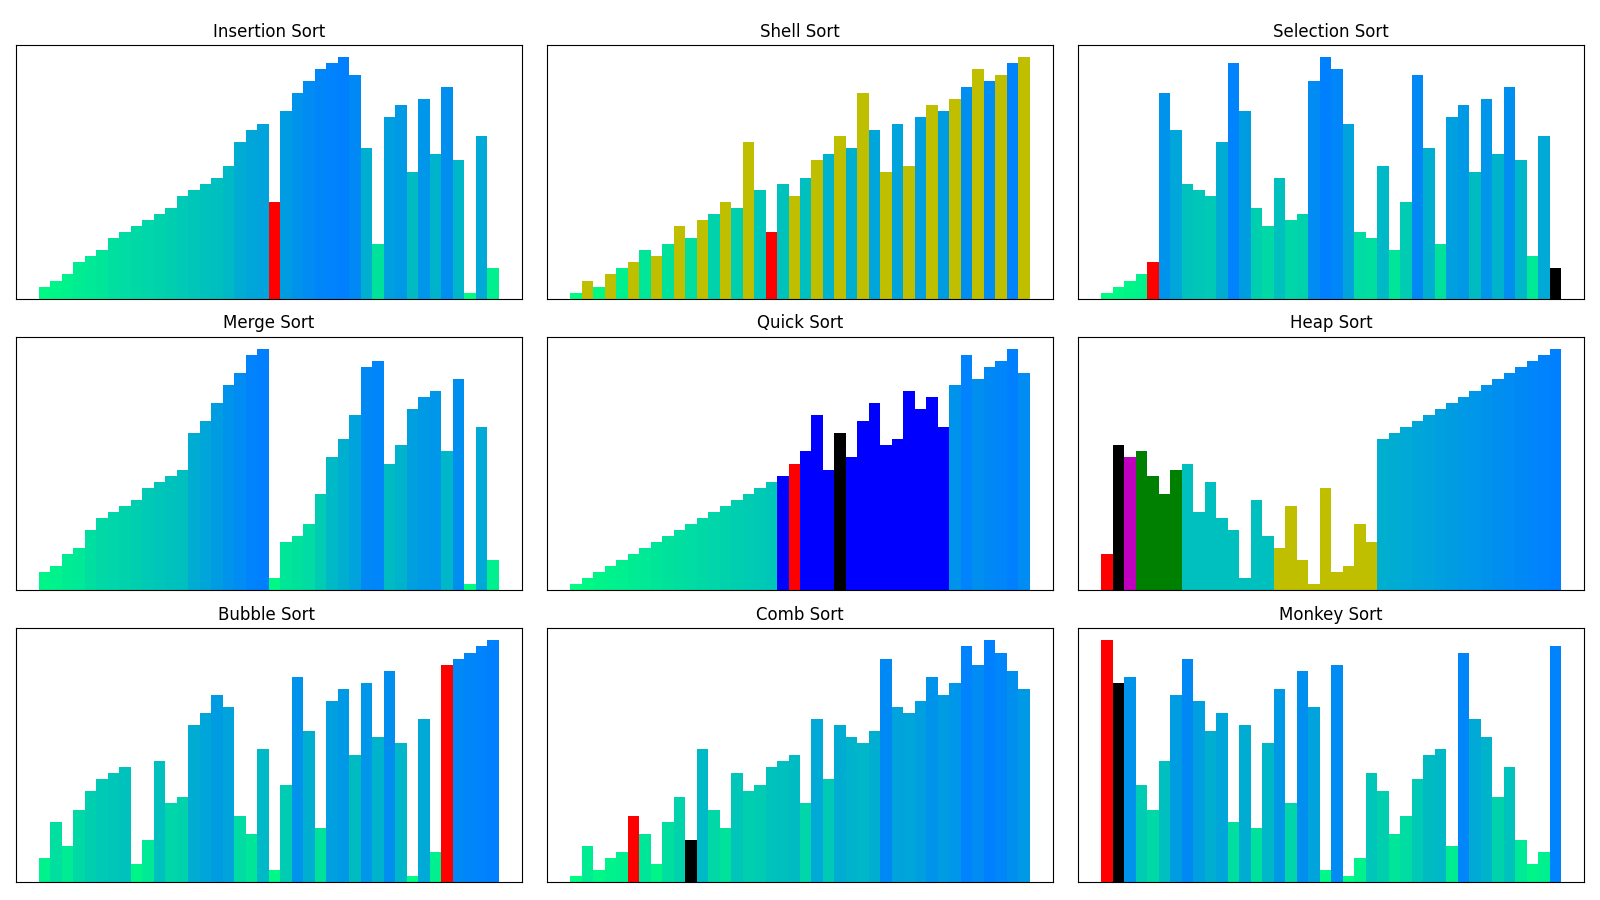 Insertion Sort
Shell Sort
Selection Sort
Merge Sort
Quick Sort
Heap Sort
Bubble Sort
Comb Sort
Monkey Sort